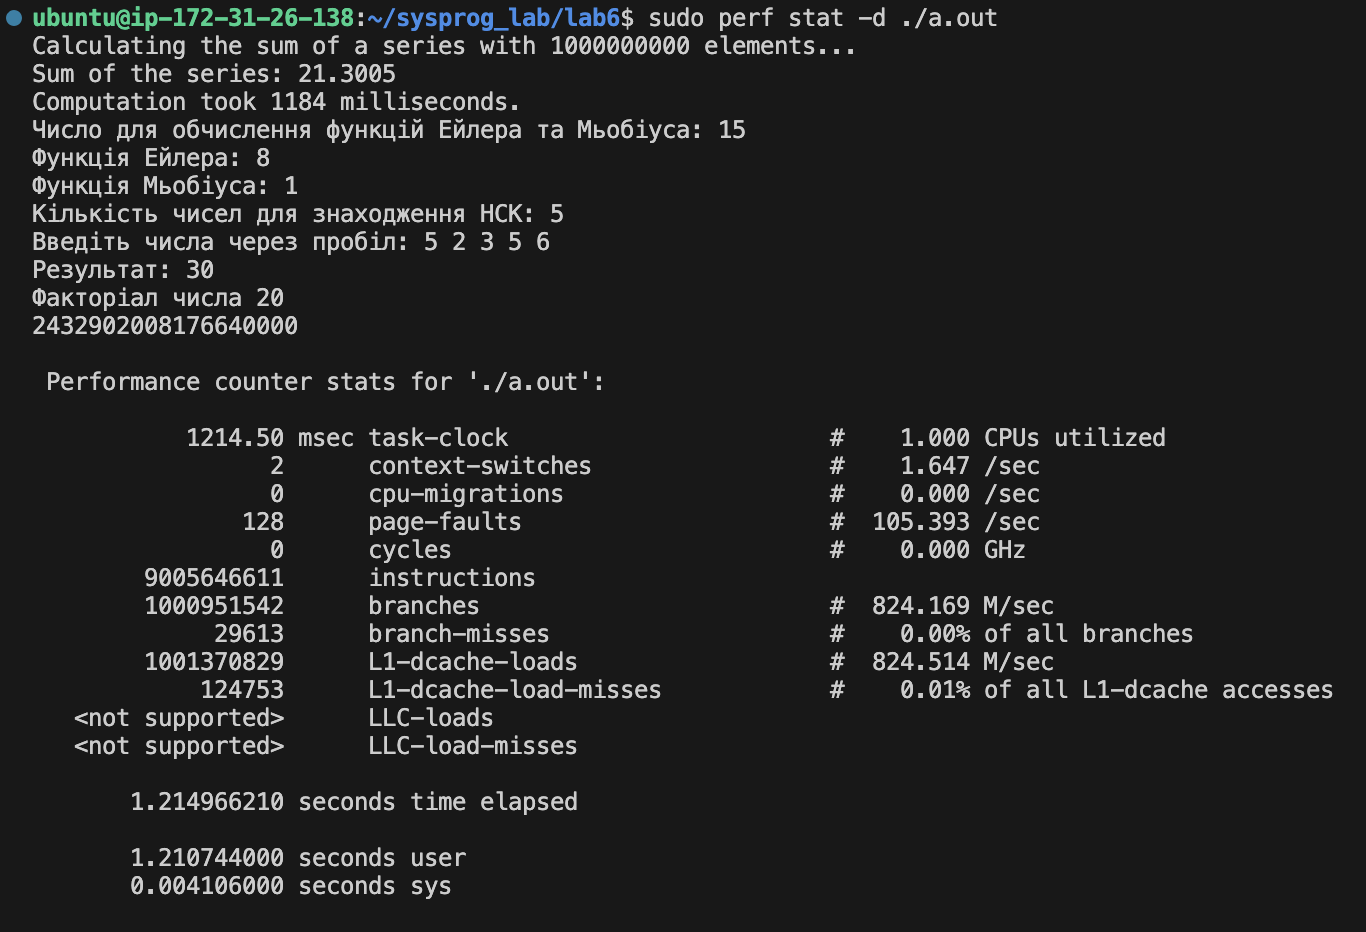 ubuntu@ip-172-31-26-138:~/sysprog_lab/lab6$ sudo perf stat -d ./a.out
Calculating the sum of a series with 1000000000 elements...
Sum of the series: 21.3005
Computation took 1184 milliseconds.
Число для обчислення функцій Ейлера та Мьобіуса: 15
Функція Ейлера: 8
Функція Мьобіуса: 1
Кількість чисел для знаходження НСК: 5
Введіть числа через пробіл: 5 2 3 5 6
Результат: 30
Факторіал числа 20
2432902008176640000
Performance counter stats for './a.out':
1214.50 msec task-clock # 1.000 CPUs utilized
2 context-switches # 1.647 /sec
0 cpu-migrations # 0.000 /sec
128 page-faults # 105.393 /sec
0 cycles # 0.000 GHz
9005646611 instructions
1000951542 branches # 824.169 M/sec
29613 branch-misses # 0.00% of all branches
1001370829 L1-dcache-loads # 824.514 M/sec
124753 L1-dcache-load-misses # 0.01% of all L1-dcache accesses
<not supported> LLC-loads
<not supported> LLC-load-misses
1.214966210 seconds time elapsed
1.210744000 seconds user
0.004106000 seconds sys